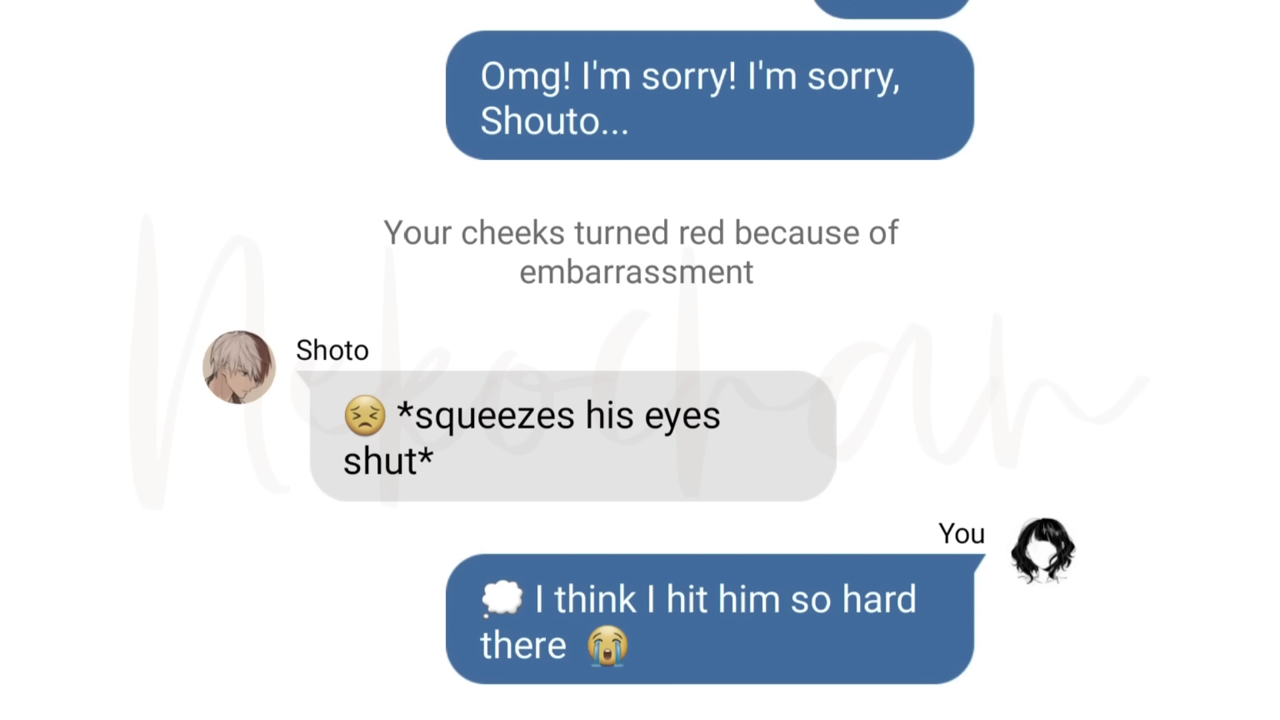 Omg! I'm sorry! I'm sorry,
Shouto...
Your cheeks turned red because of
embarrassment
Shoto
😣 *squeezes his eyes
shut*
You
💭 I think I hit him so hard
there 😭
Nekochan